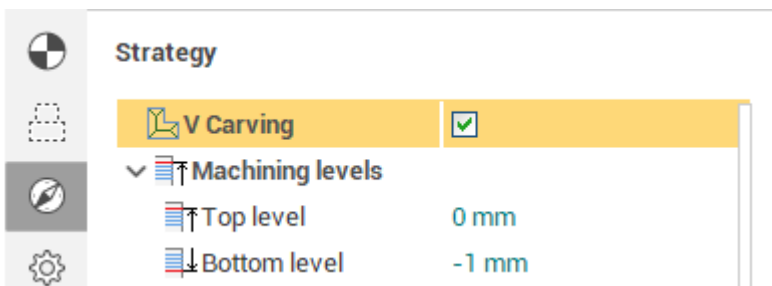 Strategy
V Carving
Machining levels
Top level 0 mm
Bottom level -1 mm